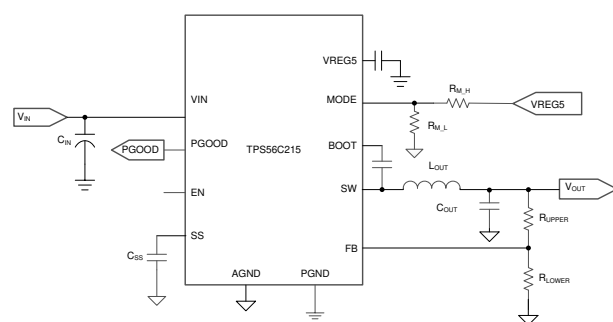 VREG5
VIN
MODE
R_M_H
VREG5
V_IN
C_IN
R_M_L
PGOOD
PGOOD
TPS56C215
BOOT
L_OUT
EN
SW
V_OUT
C_OUT
R_UPPER
SS
C_SS
FB
AGND
PGND
R_LOWER